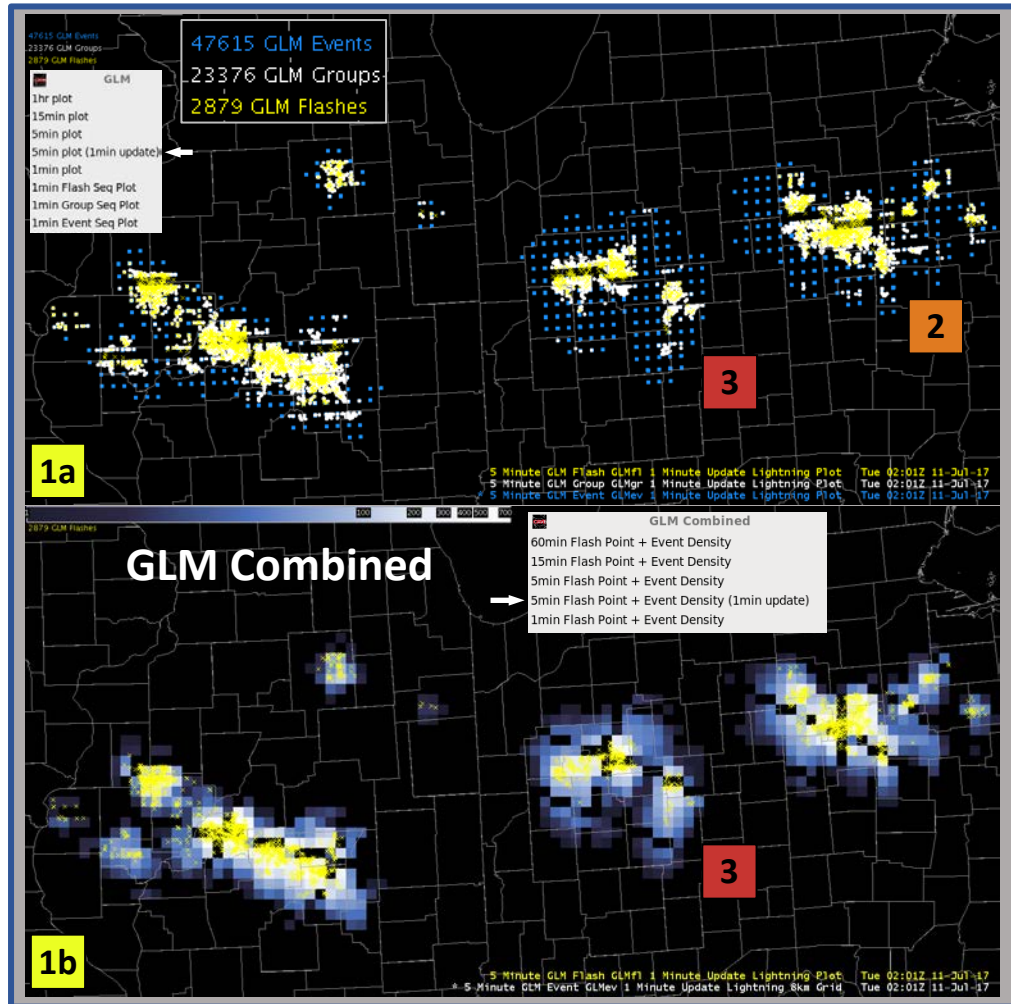 47615 GLM Events
23376 GLM Groups
2879 GLM Flashes
47615 GLM Events
23376 GLM Groups
2879 GLM Flashes
GLM
1hr plot
15min plot
5min plot
5min plot (1min update)
1min plot
1min Flash Seq Plot
1min Group Seq Plot
1min Event Seq Plot
2
3
1a
5 Minute GLM Flash GLMfl 1 Minute Update Lightning Plot Tue 02:01Z 11-Jul-17
5 Minute GLM Group GLMgr 1 Minute Update Lightning Plot Tue 02:01Z 11-Jul-17
* 5 Minute GLM Event GLMev 1 Minute Update Lightning Plot Tue 02:01Z 11-Jul-17
1 100 200 300 400 500 700
2879 GLM Flashes
GLM Combined
GLM Combined
60min Flash Point + Event Density
15min Flash Point + Event Density
5min Flash Point + Event Density
5min Flash Point + Event Density (1min update)
1min Flash Point + Event Density
3
1b
5 Minute GLM Flash GLMfl 1 Minute Update Lightning Plot Tue 02:01Z 11-Jul-17
* 5 Minute GLM Event GLMev 1 Minute Update Lightning 8km Grid Tue 02:01Z 11-Jul-17